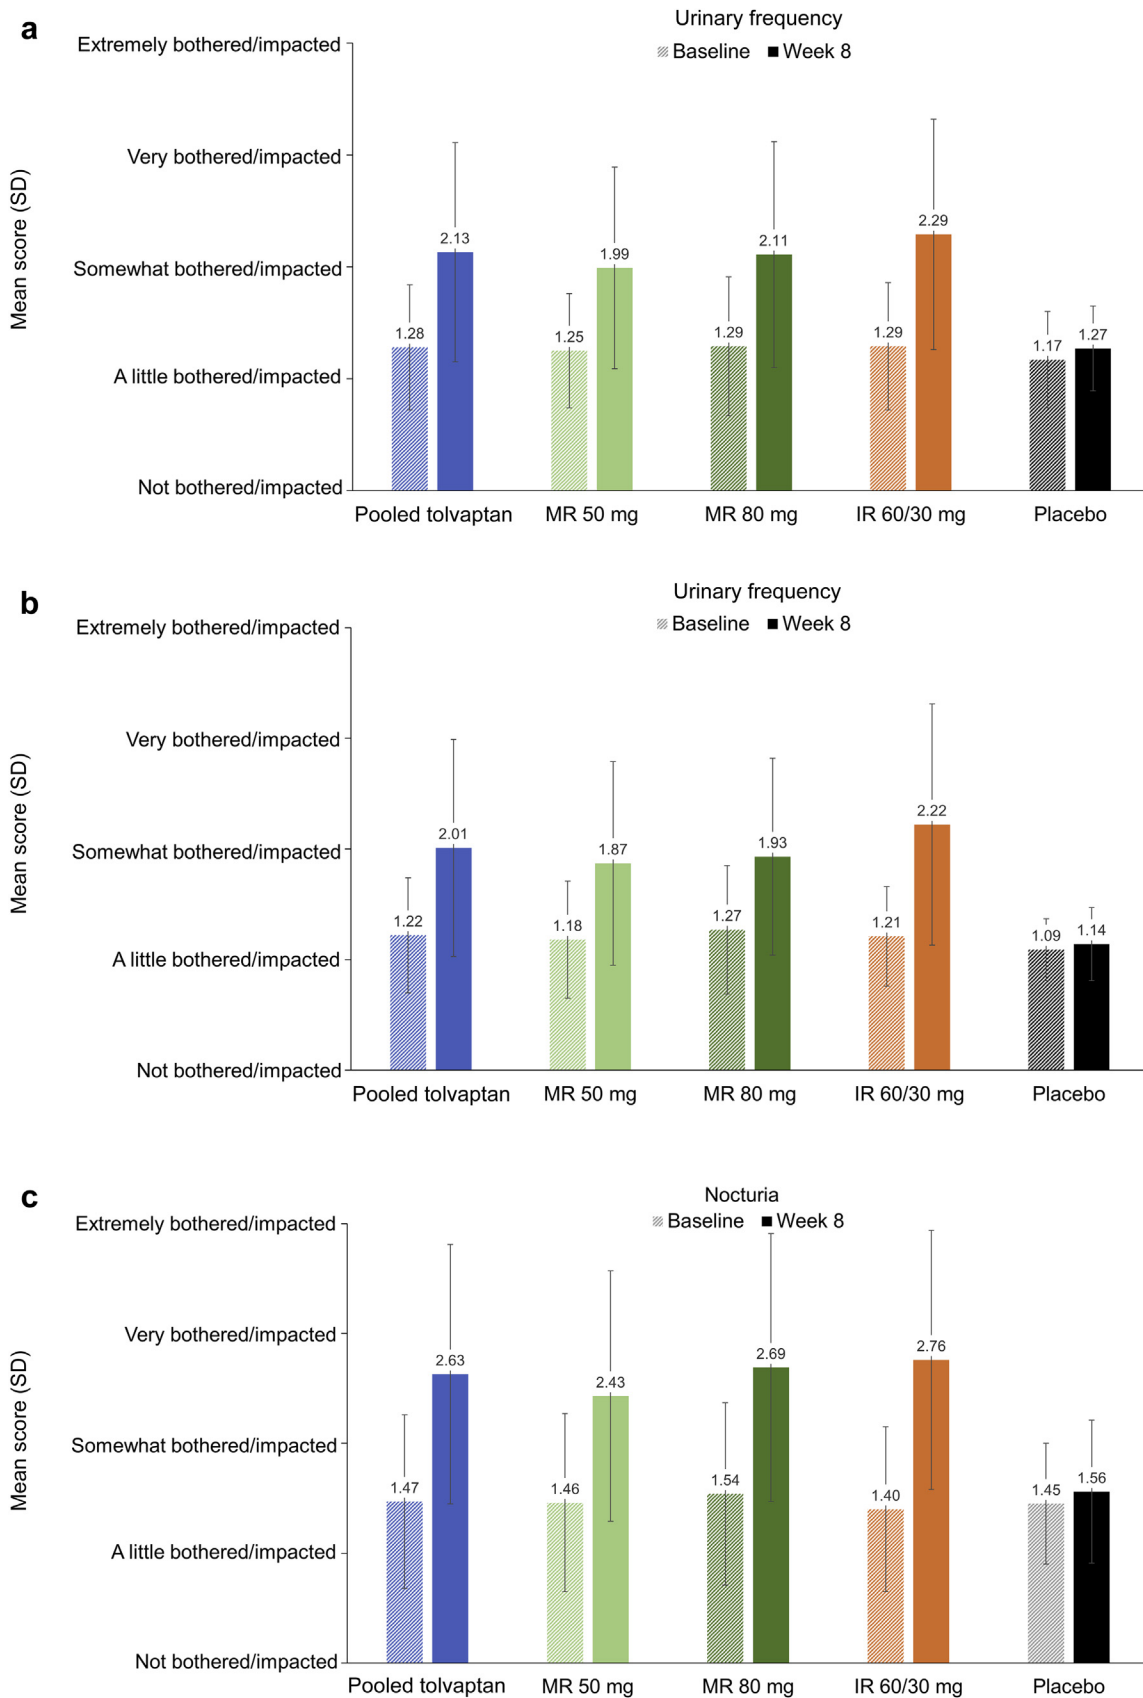 a
Urinary frequency
Baseline Week 8
Extremely bothered/impacted
Very bothered/impacted
Somewhat bothered/impacted
A little bothered/impacted
Not bothered/impacted
Mean score (SD)
1.28 2.13 1.25 1.99 1.29 2.11 1.29 2.29 1.17 1.27
Pooled tolvaptan MR 50 mg MR 80 mg IR 60/30 mg Placebo
b
Urinary frequency
Baseline Week 8
Extremely bothered/impacted
Very bothered/impacted
Somewhat bothered/impacted
A little bothered/impacted
Not bothered/impacted
Mean score (SD)
1.22 2.01 1.18 1.87 1.27 1.93 1.21 2.22 1.09 1.14
Pooled tolvaptan MR 50 mg MR 80 mg IR 60/30 mg Placebo
c
Nocturia
Baseline Week 8
Extremely bothered/impacted
Very bothered/impacted
Somewhat bothered/impacted
A little bothered/impacted
Not bothered/impacted
Mean score (SD)
1.47 2.63 1.46 2.43 1.54 2.69 1.40 2.76 1.45 1.56
Pooled tolvaptan MR 50 mg MR 80 mg IR 60/30 mg Placebo